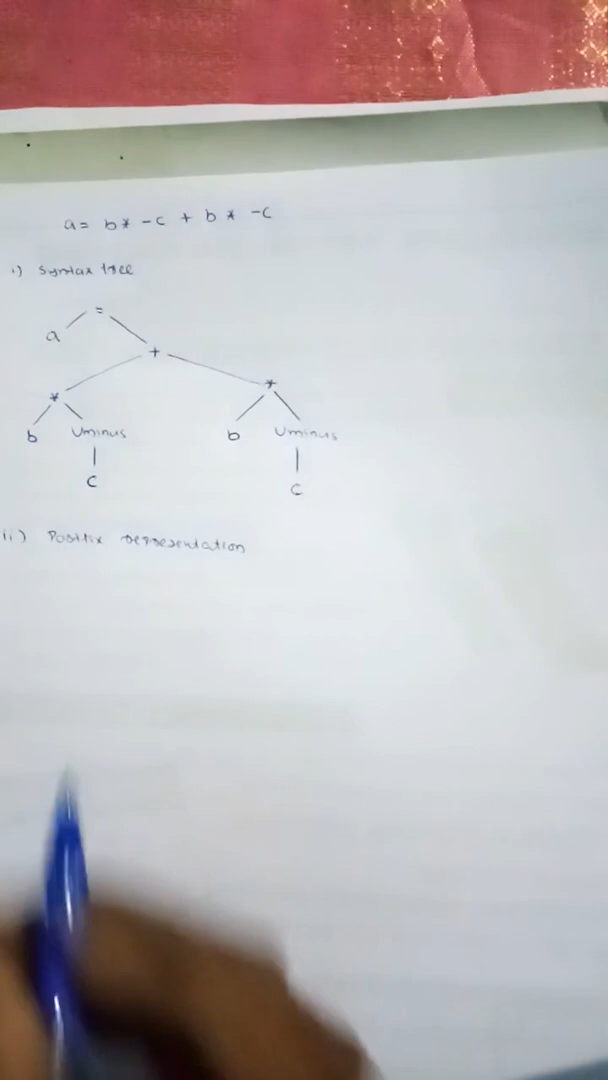 a = b * -c + b * -c
i) Syntax tree
=
a
+
* *
b Uminus b Uminus
c c
ii) Postfix representation